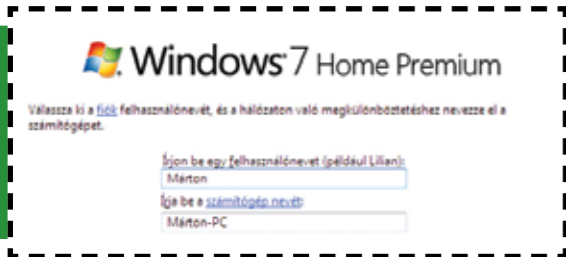 Windows 7 Home Premium
Válassza ki a fiók felhasználónevét, és a hálózaton való megkülönböztetéshez nevezze el a
számítógépet.
Írjon be egy felhasználónevet (például Lilian):
Márton
Írja be a számítógép nevét:
Márton-PC